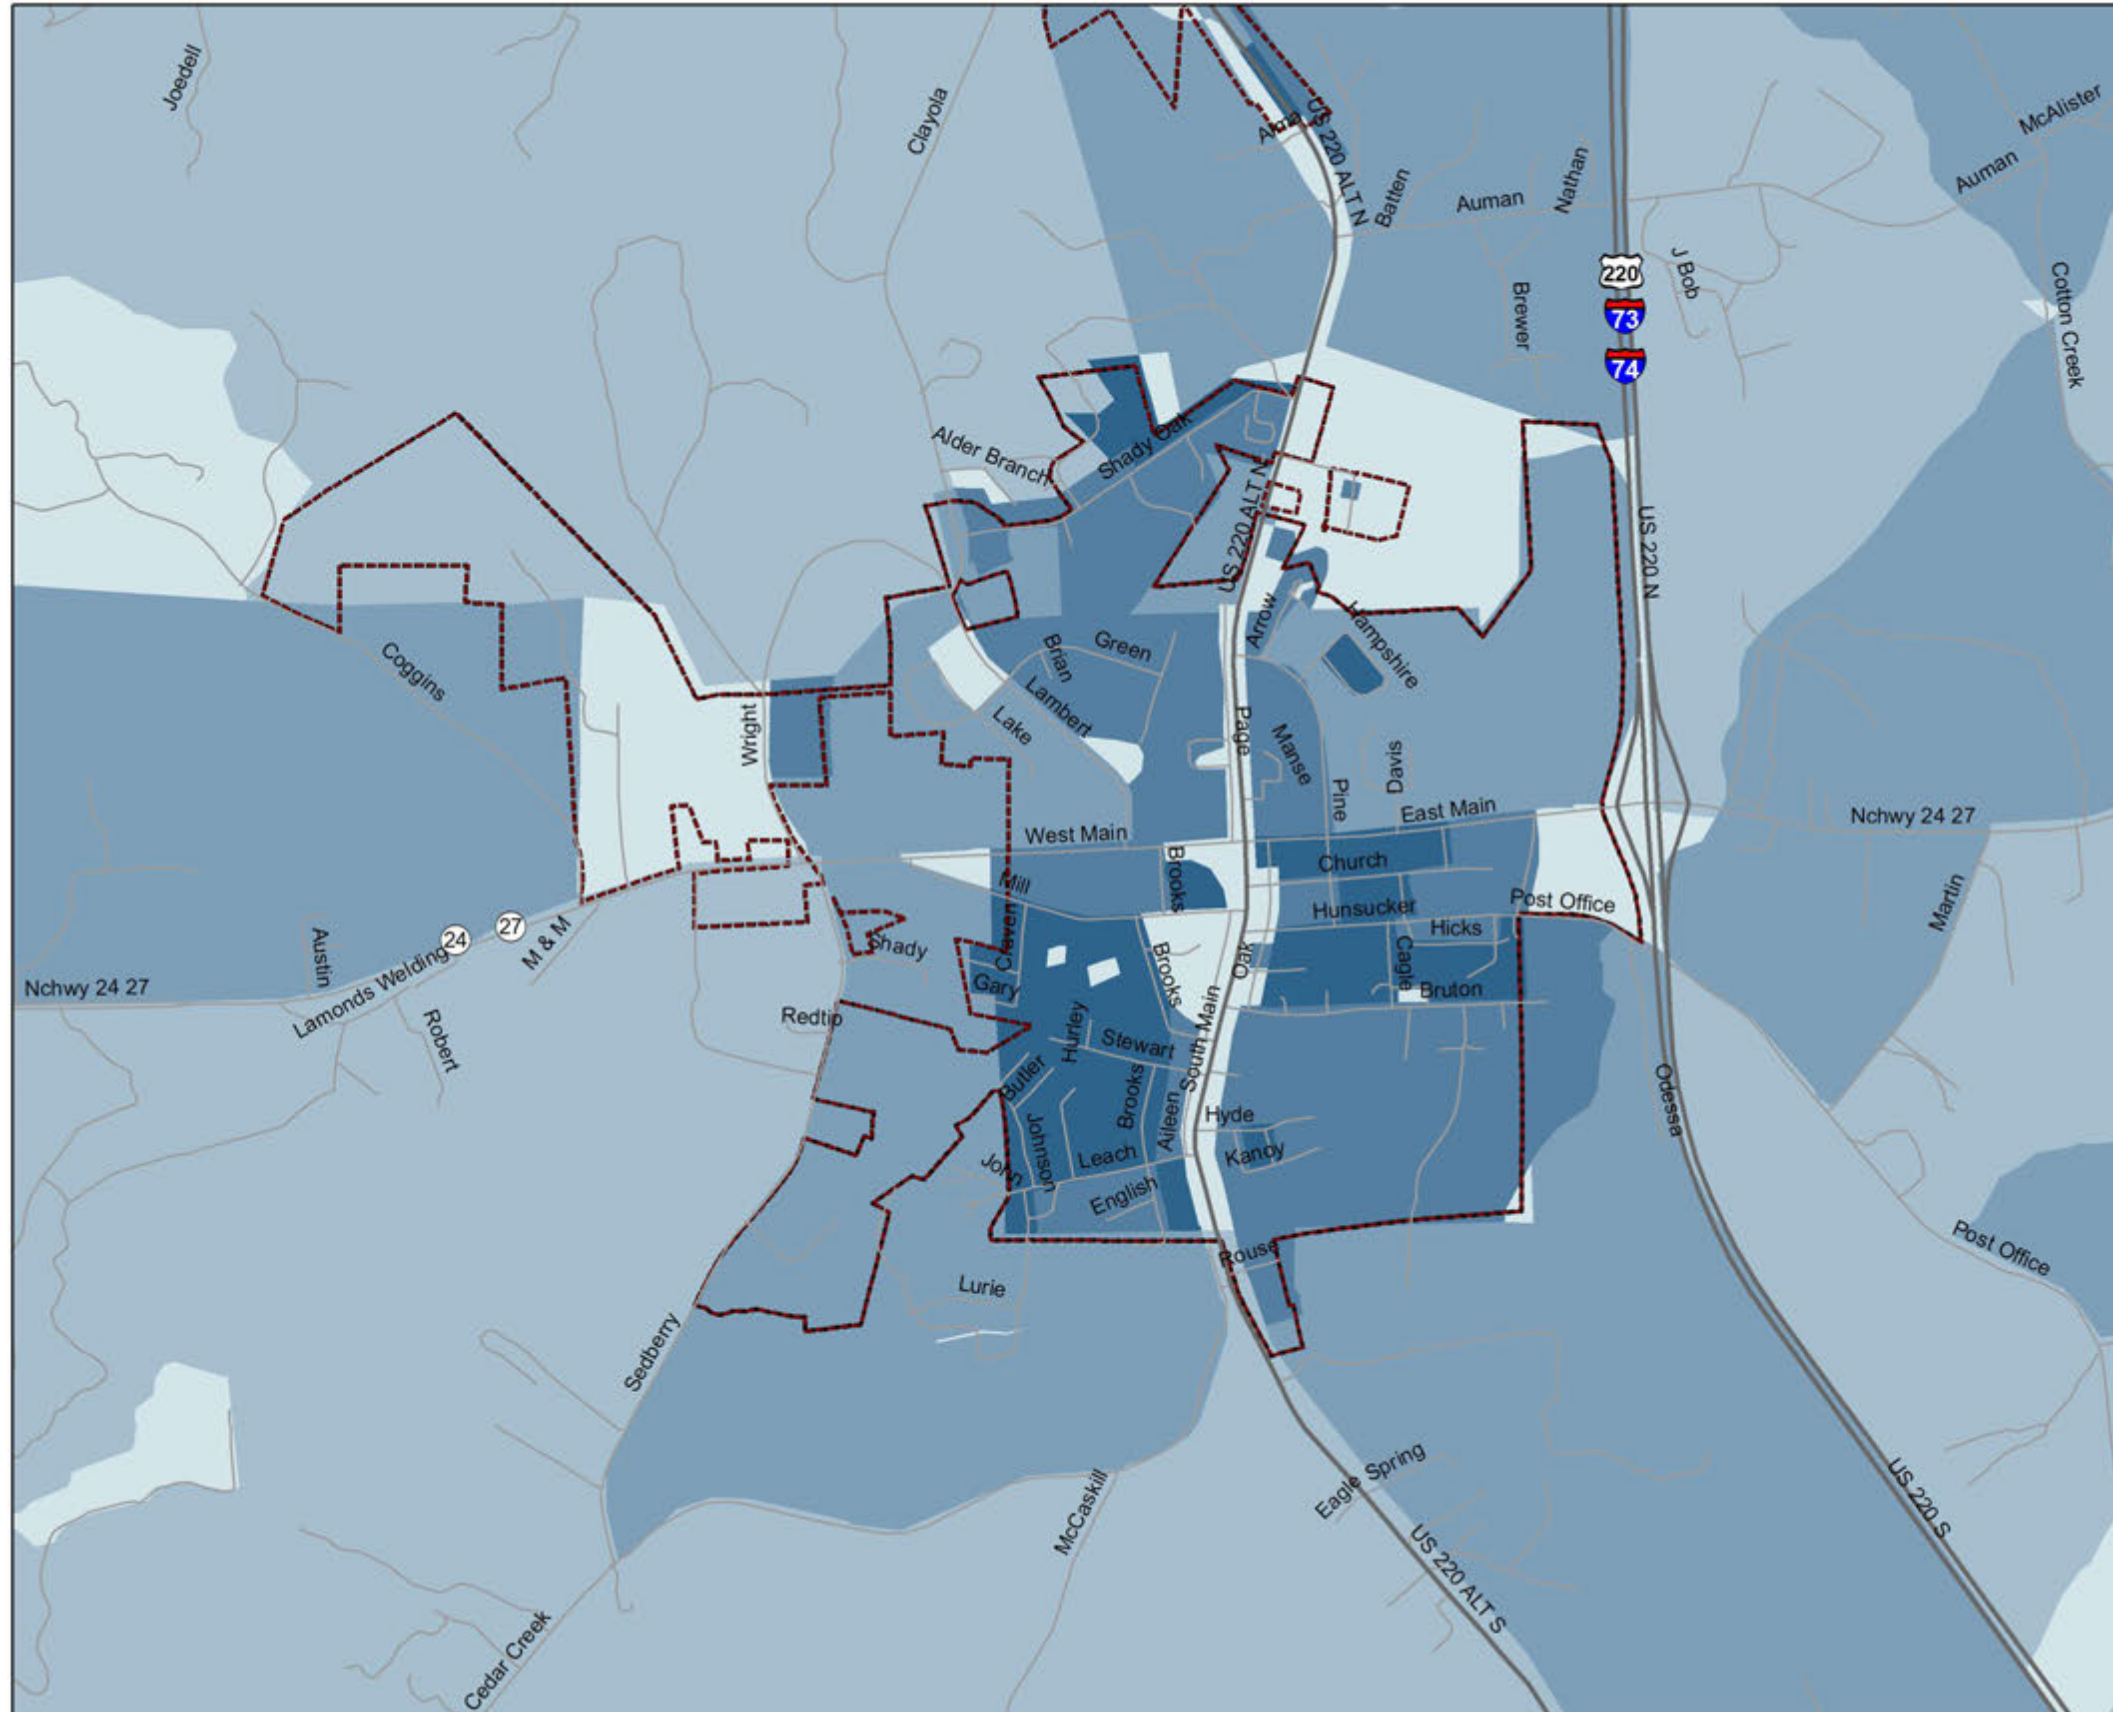 Joedell
Clayola
McAlister
Alma
US 220 ALT N
Batten
Auman
Nathan
Auman
220
J Bob
Cotton Creek
73
Brewer
74
Alder Branch
Shady Oak
US 220 ALT N
US 220 N
Arrow
Hampshire
Coggins
Brian
Green
Lambert
Lake
Wright
Page
Manse
Davis
Pine
East Main
Nchwy 24 27
West Main
Brooks
Church
Mill
Hunsucker
Post Office
Martin
Hicks
24
27
M & M
Austin
Shady
Craven
Brooks
Oak
Cagle
Gary
Bruton
Nchwy 24 27
Lamonds Welding
Redtip
Hurley
Stewart
South Main
Robert
Butler
Brooks
Aileen
Hyde
Odessa
Johnson
John
Leach
Kanoy
English
Rouse
Post Office
Lurie
Sedberry
McCaskill
Eagle Spring
US 220 S
US 220 ALT S
Cedar Creek